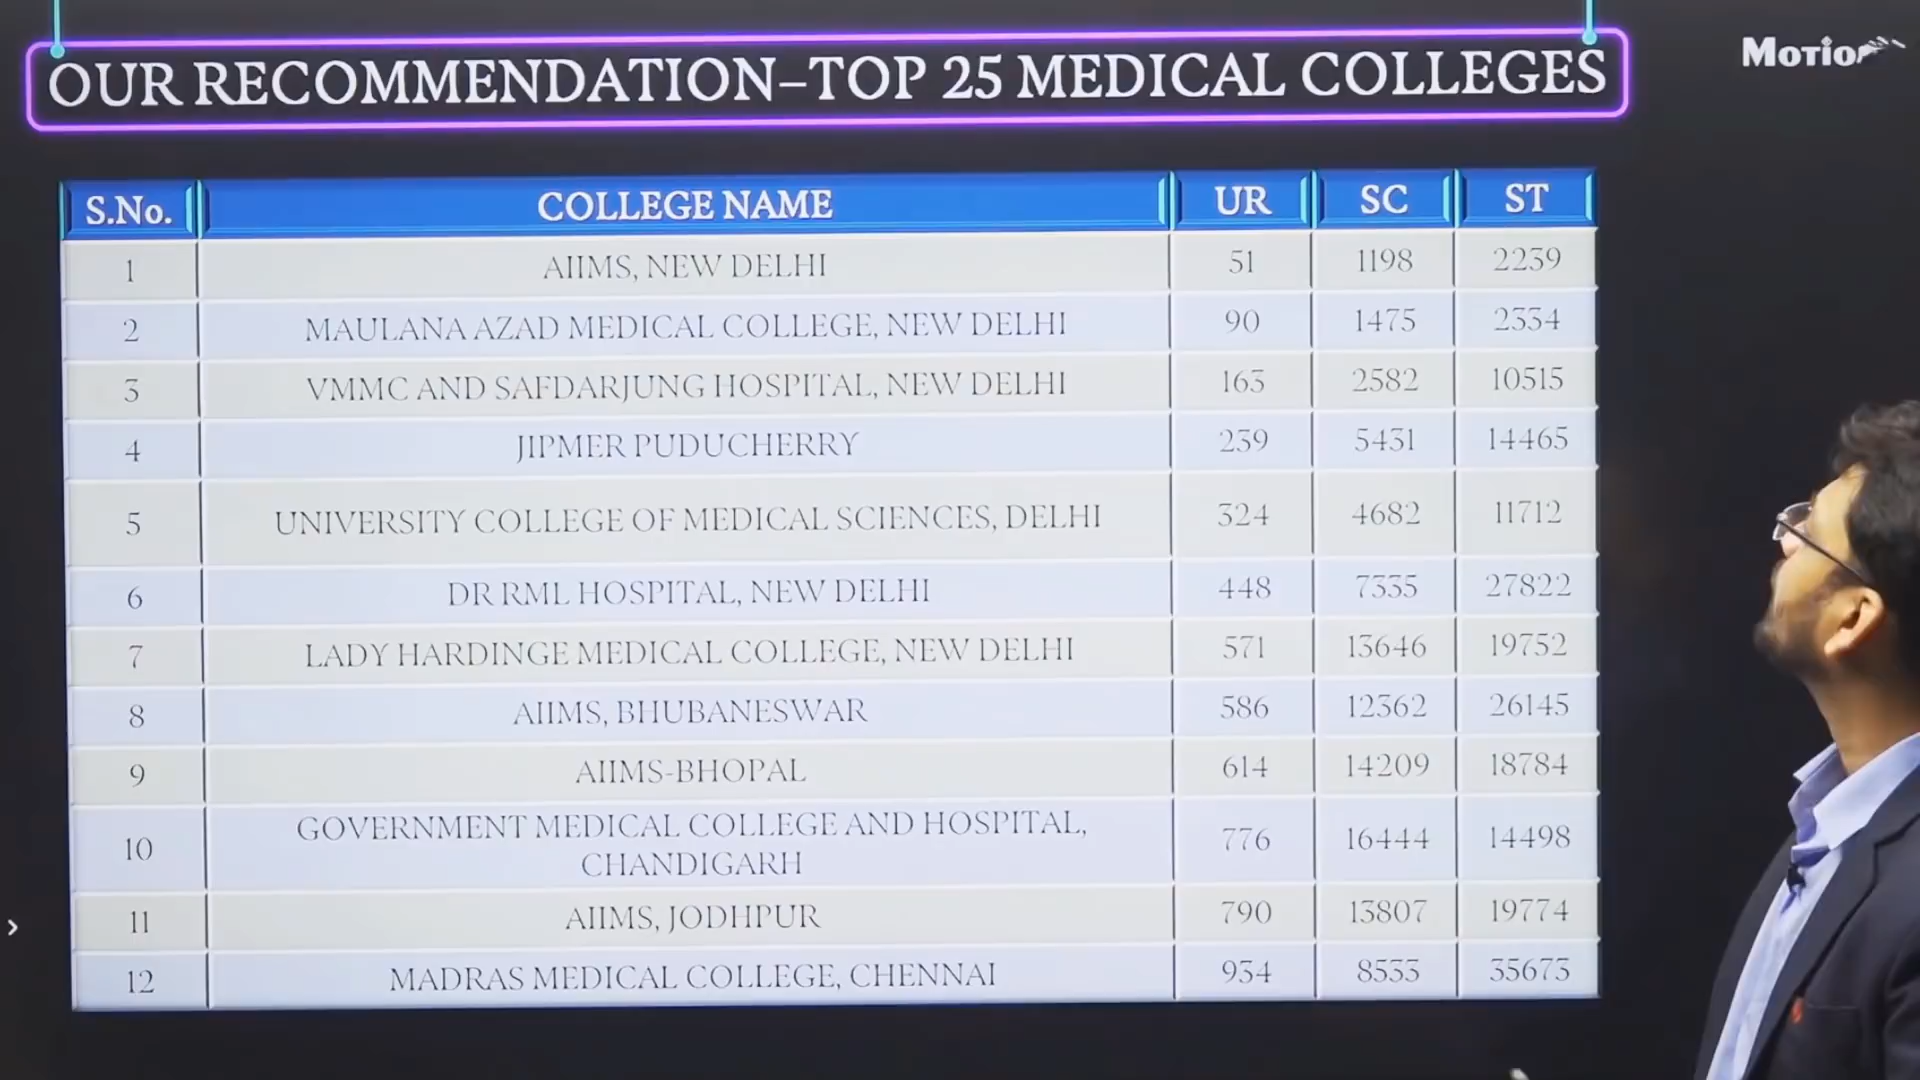 MOTION
OUR RECOMMENDATION–TOP 25 MEDICAL COLLEGES
S.No. COLLEGE NAME UR SC ST
1 AIIMS, NEW DELHI 51 1198 2239
2 MAULANA AZAD MEDICAL COLLEGE, NEW DELHI 90 1475 2334
3 VMMC AND SAFDARJUNG HOSPITAL, NEW DELHI 163 2582 10515
4 JIPMER PUDUCHERRY 239 5431 14465
5 UNIVERSITY COLLEGE OF MEDICAL SCIENCES, DELHI 324 4682 11712
6 DR RML HOSPITAL, NEW DELHI 448 7335 27822
7 LADY HARDINGE MEDICAL COLLEGE, NEW DELHI 571 13646 19752
8 AIIMS, BHUBANESWAR 586 12362 26145
9 AIIMS-BHOPAL 614 14209 18784
10 GOVERNMENT MEDICAL COLLEGE AND HOSPITAL, 776 16444 14498
CHANDIGARH
11 AIIMS, JODHPUR 790 13807 19774
12 MADRAS MEDICAL COLLEGE, CHENNAI 934 8533 35673